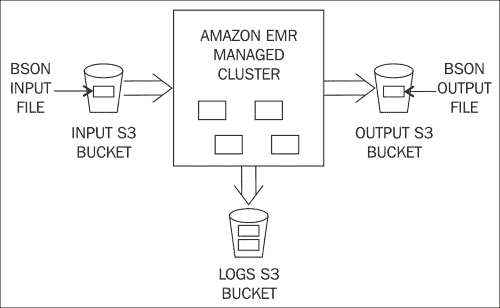 BSON
INPUT
FILE
INPUT S3
BUCKET
AMAZON EMR
MANAGED
CLUSTER
OUTPUT S3
BUCKET
BSON
OUTPUT
FILE
LOGS S3
BUCKET